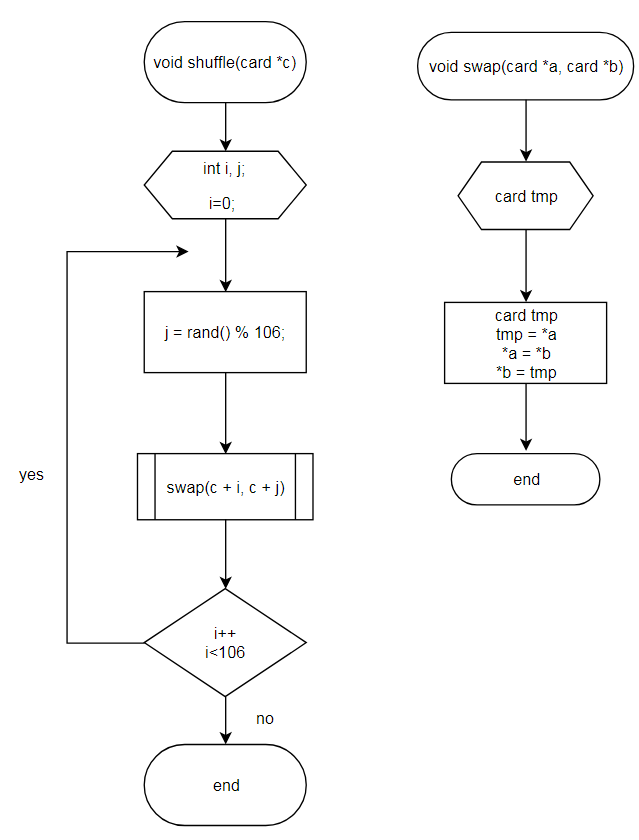 void shuffle(card *c)
int i, j;
i=0;
j = rand() % 106;
yes
swap(c + i, c + j)
i++
i<106
no
end
void swap(card *a, card *b)
card tmp
card tmp
tmp = *a
*a = *b
*b = tmp
end